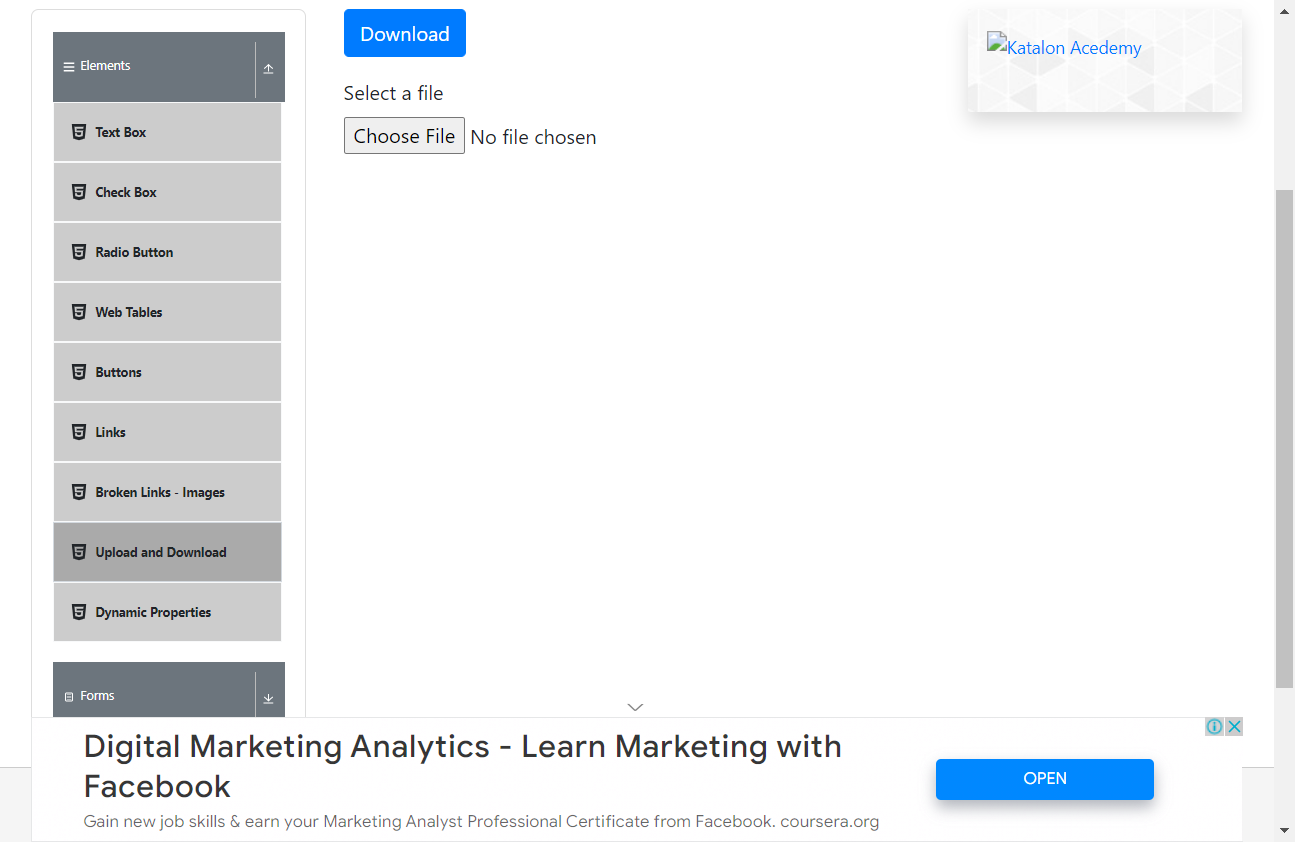 Elements
Text Box
Check Box
Radio Button
Web Tables
Buttons
Links
Broken Links - Images
Upload and Download
Dynamic Properties
Forms
Download
Select a file
Choose File No file chosen
Katalon Acedemy
Digital Marketing Analytics - Learn Marketing with
Facebook
Gain new job skills & earn your Marketing Analyst Professional Certificate from Facebook. coursera.org
OPEN